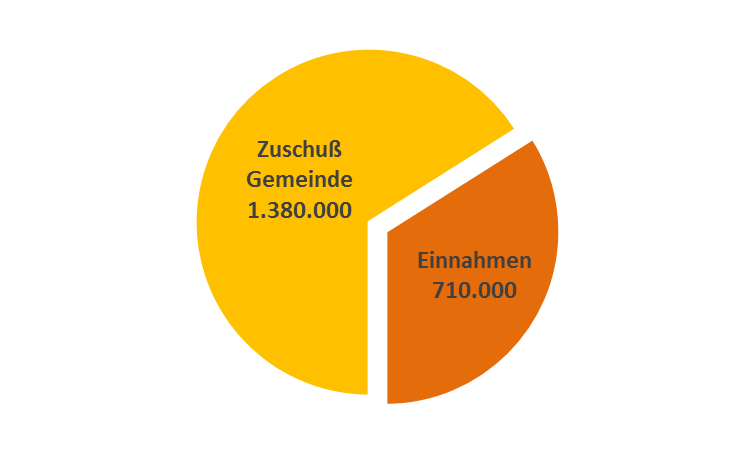 Zuschuß
Gemeinde
1.380.000
Einnahmen
710.000